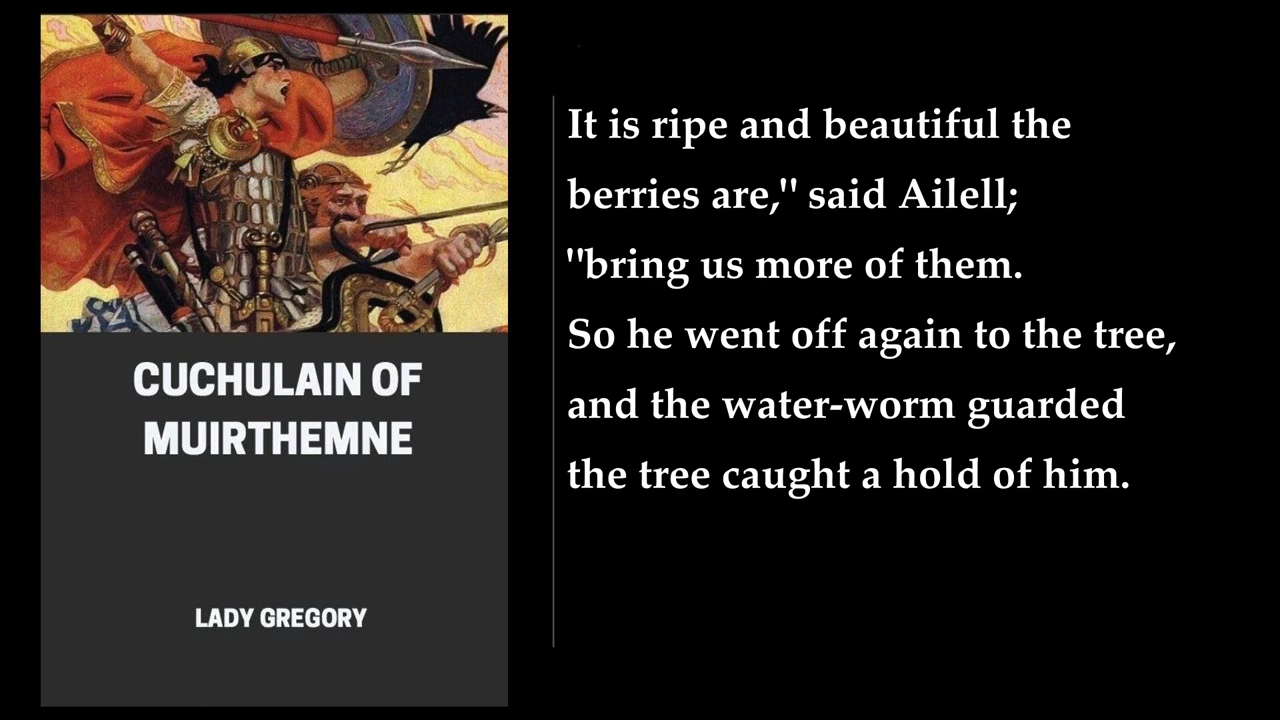 CUCHULAIN OF
MUIRTHEMNE
LADY GREGORY
It is ripe and beautiful the
berries are," said Ailell;
"bring us more of them.
So he went off again to the tree,
and the water-worm guarded
the tree caught a hold of him.